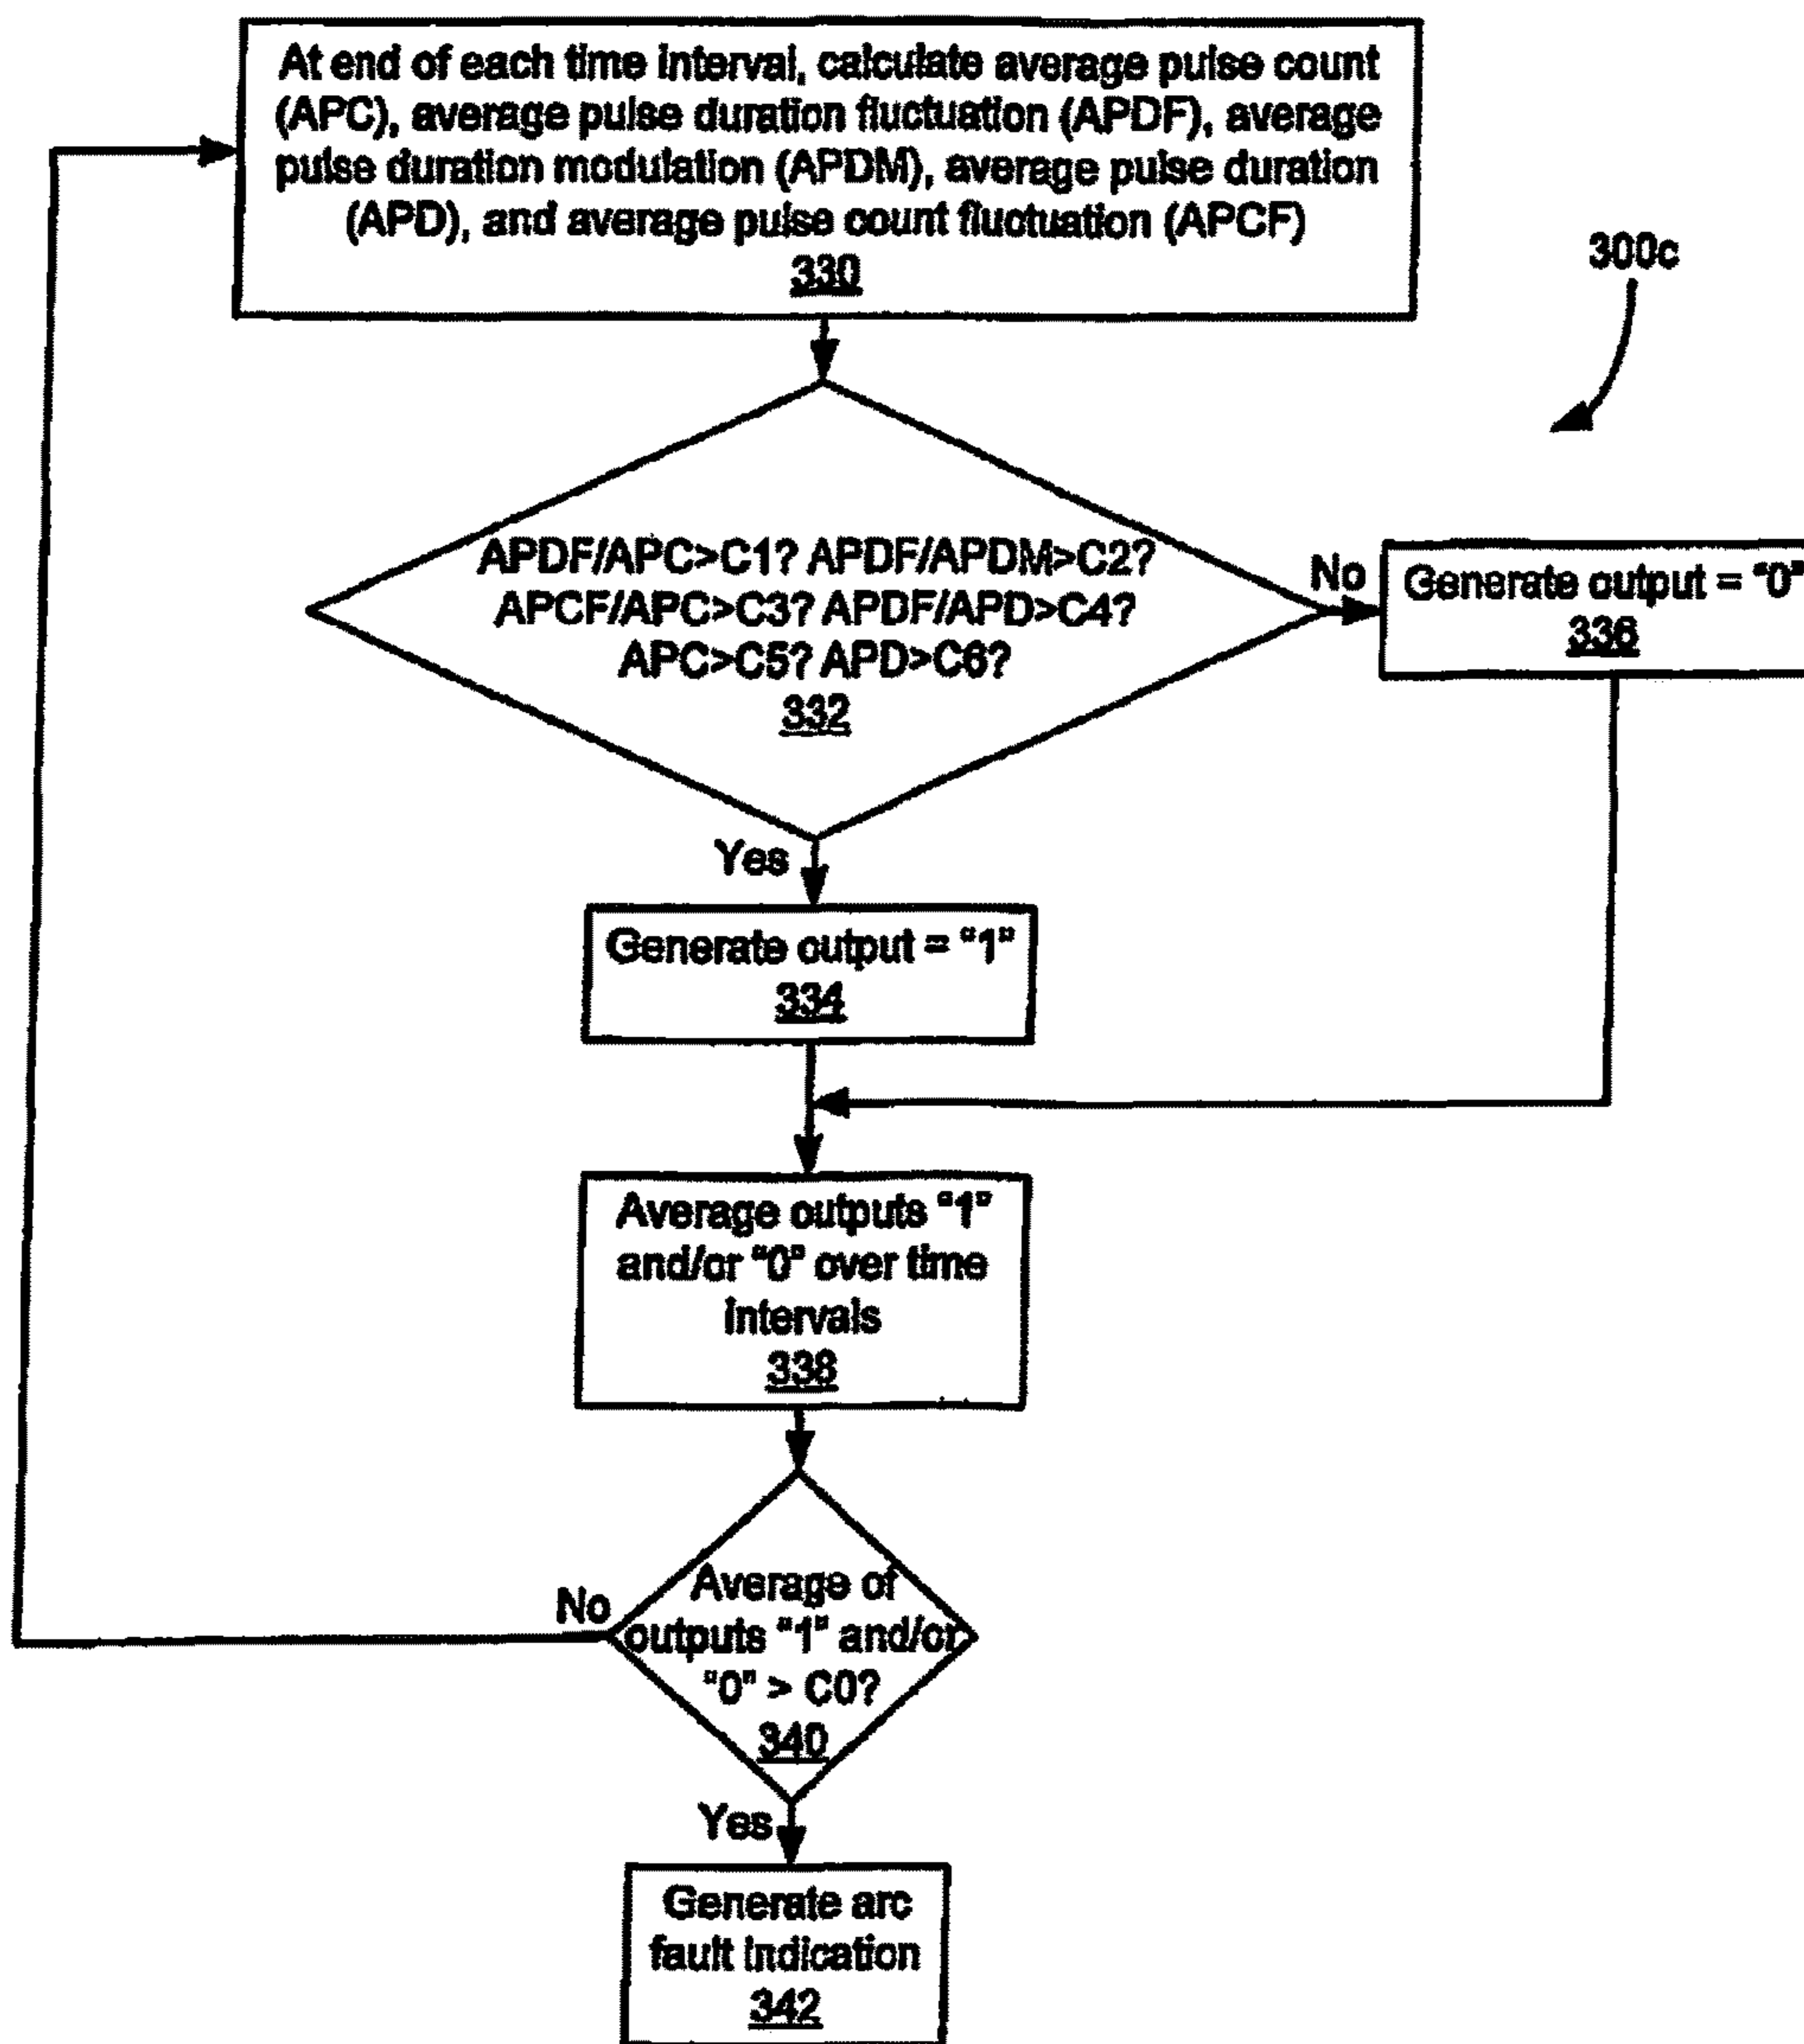 At end of each time interval, calculate average pulse count
(APC), average pulse duration fluctuation (APDF), average
pulse duration modulation (APDM), average pulse duration
(APD), and average pulse count fluctuation (APCF)
330
300c
APDF/APC>C1? APDF/APDM>C2?
APCF/APC>C3? APDF/APD>C4?
APC>C5? APD>C6?
332
No
Generate output = "0"
336
Yes
Generate output = "1"
334
Average outputs "1"
and/or "0" over time
intervals
338
No
Average of
outputs "1" and/or
"0" > C0?
340
Yes
Generate arc
fault indication
342